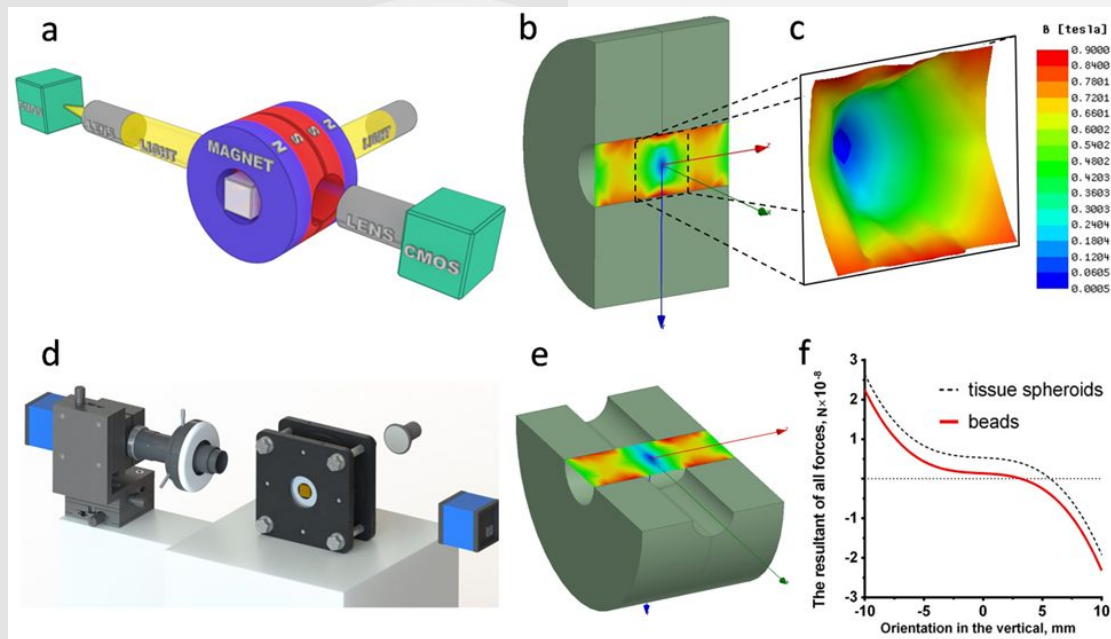 a
CMOS
LENS
LIGHT
MAGNET
N
S
S
N
LIGHT
LENS
CMOS
b
c
B [tesla]
0.9000
0.8400
0.7201
0.6601
0.6002
0.5402
0.4803
0.4203
0.3603
0.3003
0.2404
0.1804
0.1204
0.0605
0.0005
d
e
f
The resultant of all forces, N×10⁻⁸
3
2
1
0
-1
-2
-3
tissue spheroids
beads
-10
-5
0
5
10
Orientation in the vertical, mm